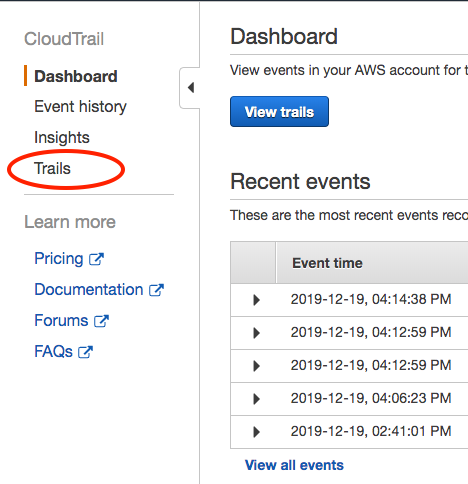 CloudTrail
Dashboard
Event history
Insights
Trails
Learn more
Pricing
Documentation
Forums
FAQs
Dashboard
View events in your AWS account for t
View trails
Recent events
These are the most recent events reco
Event time
2019-12-19, 04:14:38 PM
2019-12-19, 04:12:59 PM
2019-12-19, 04:12:59 PM
2019-12-19, 04:06:23 PM
2019-12-19, 02:41:01 PM
View all events